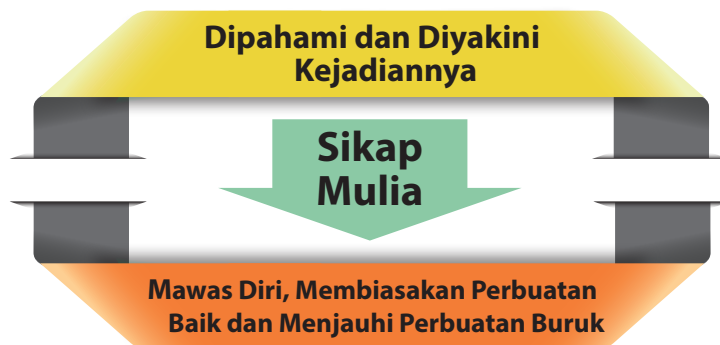 Dipahami dan Diyakini
Kejadiannya
Sikap
Mulia
Mawas Diri, Membiasakan Perbuatan
Baik dan Menjauhi Perbuatan Buruk